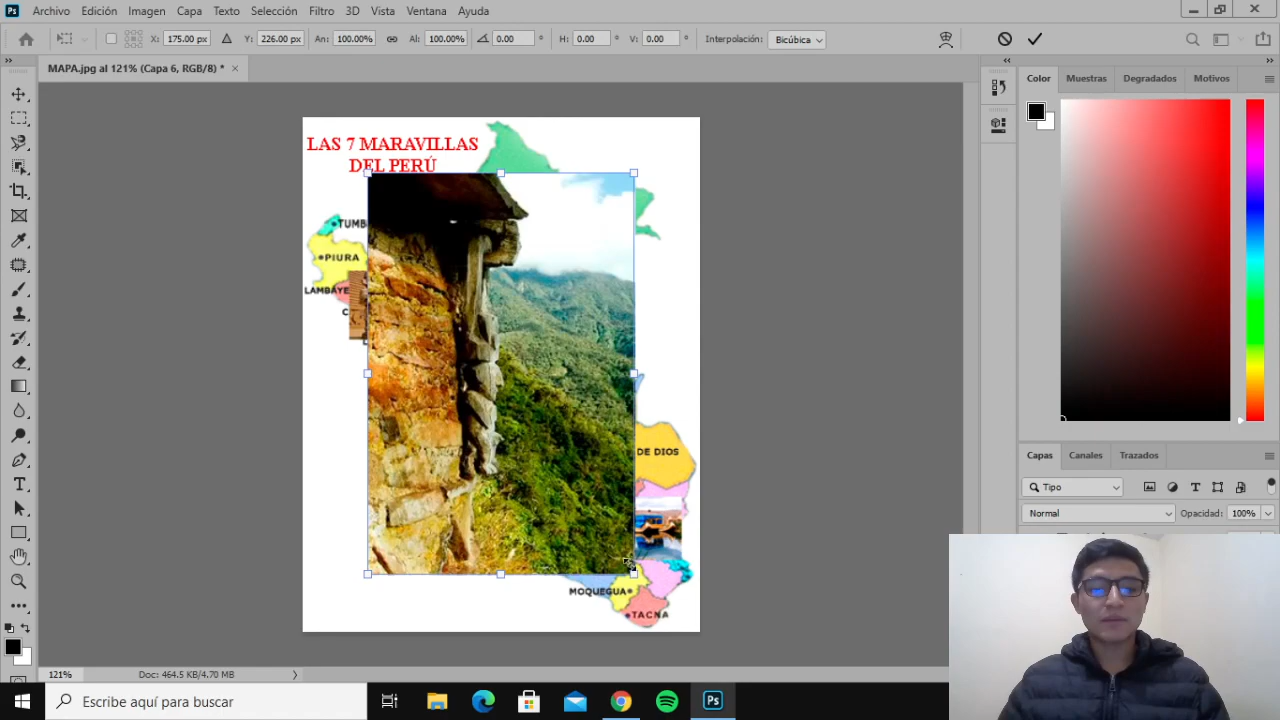 Ps Archivo Edición Imagen Capa Texto Selección Filtro 3D Vista Ventana Ayuda
X: 175.00 px Y: 226.00 px An: 100.00% Al: 100.00% 0.00 ° H: 0.00 ° V: 0.00 ° Interpolación: Bicúbica
MAPA.jpg al 121% (Capa 6, RGB/8) * ×
Color Muestras Degradados Motivos
LAS 7 MARAVILLAS
DEL PERÚ
TUMB
PIURA
LAMBAYE
C
DE DIOS
MOQUEGUA
TACNA
Capas Canales Trazados
Tipo
Normal Opacidad: 100%
121% Doc: 464.5 KB/4.70 MB
Escribe aquí para buscar
Ps